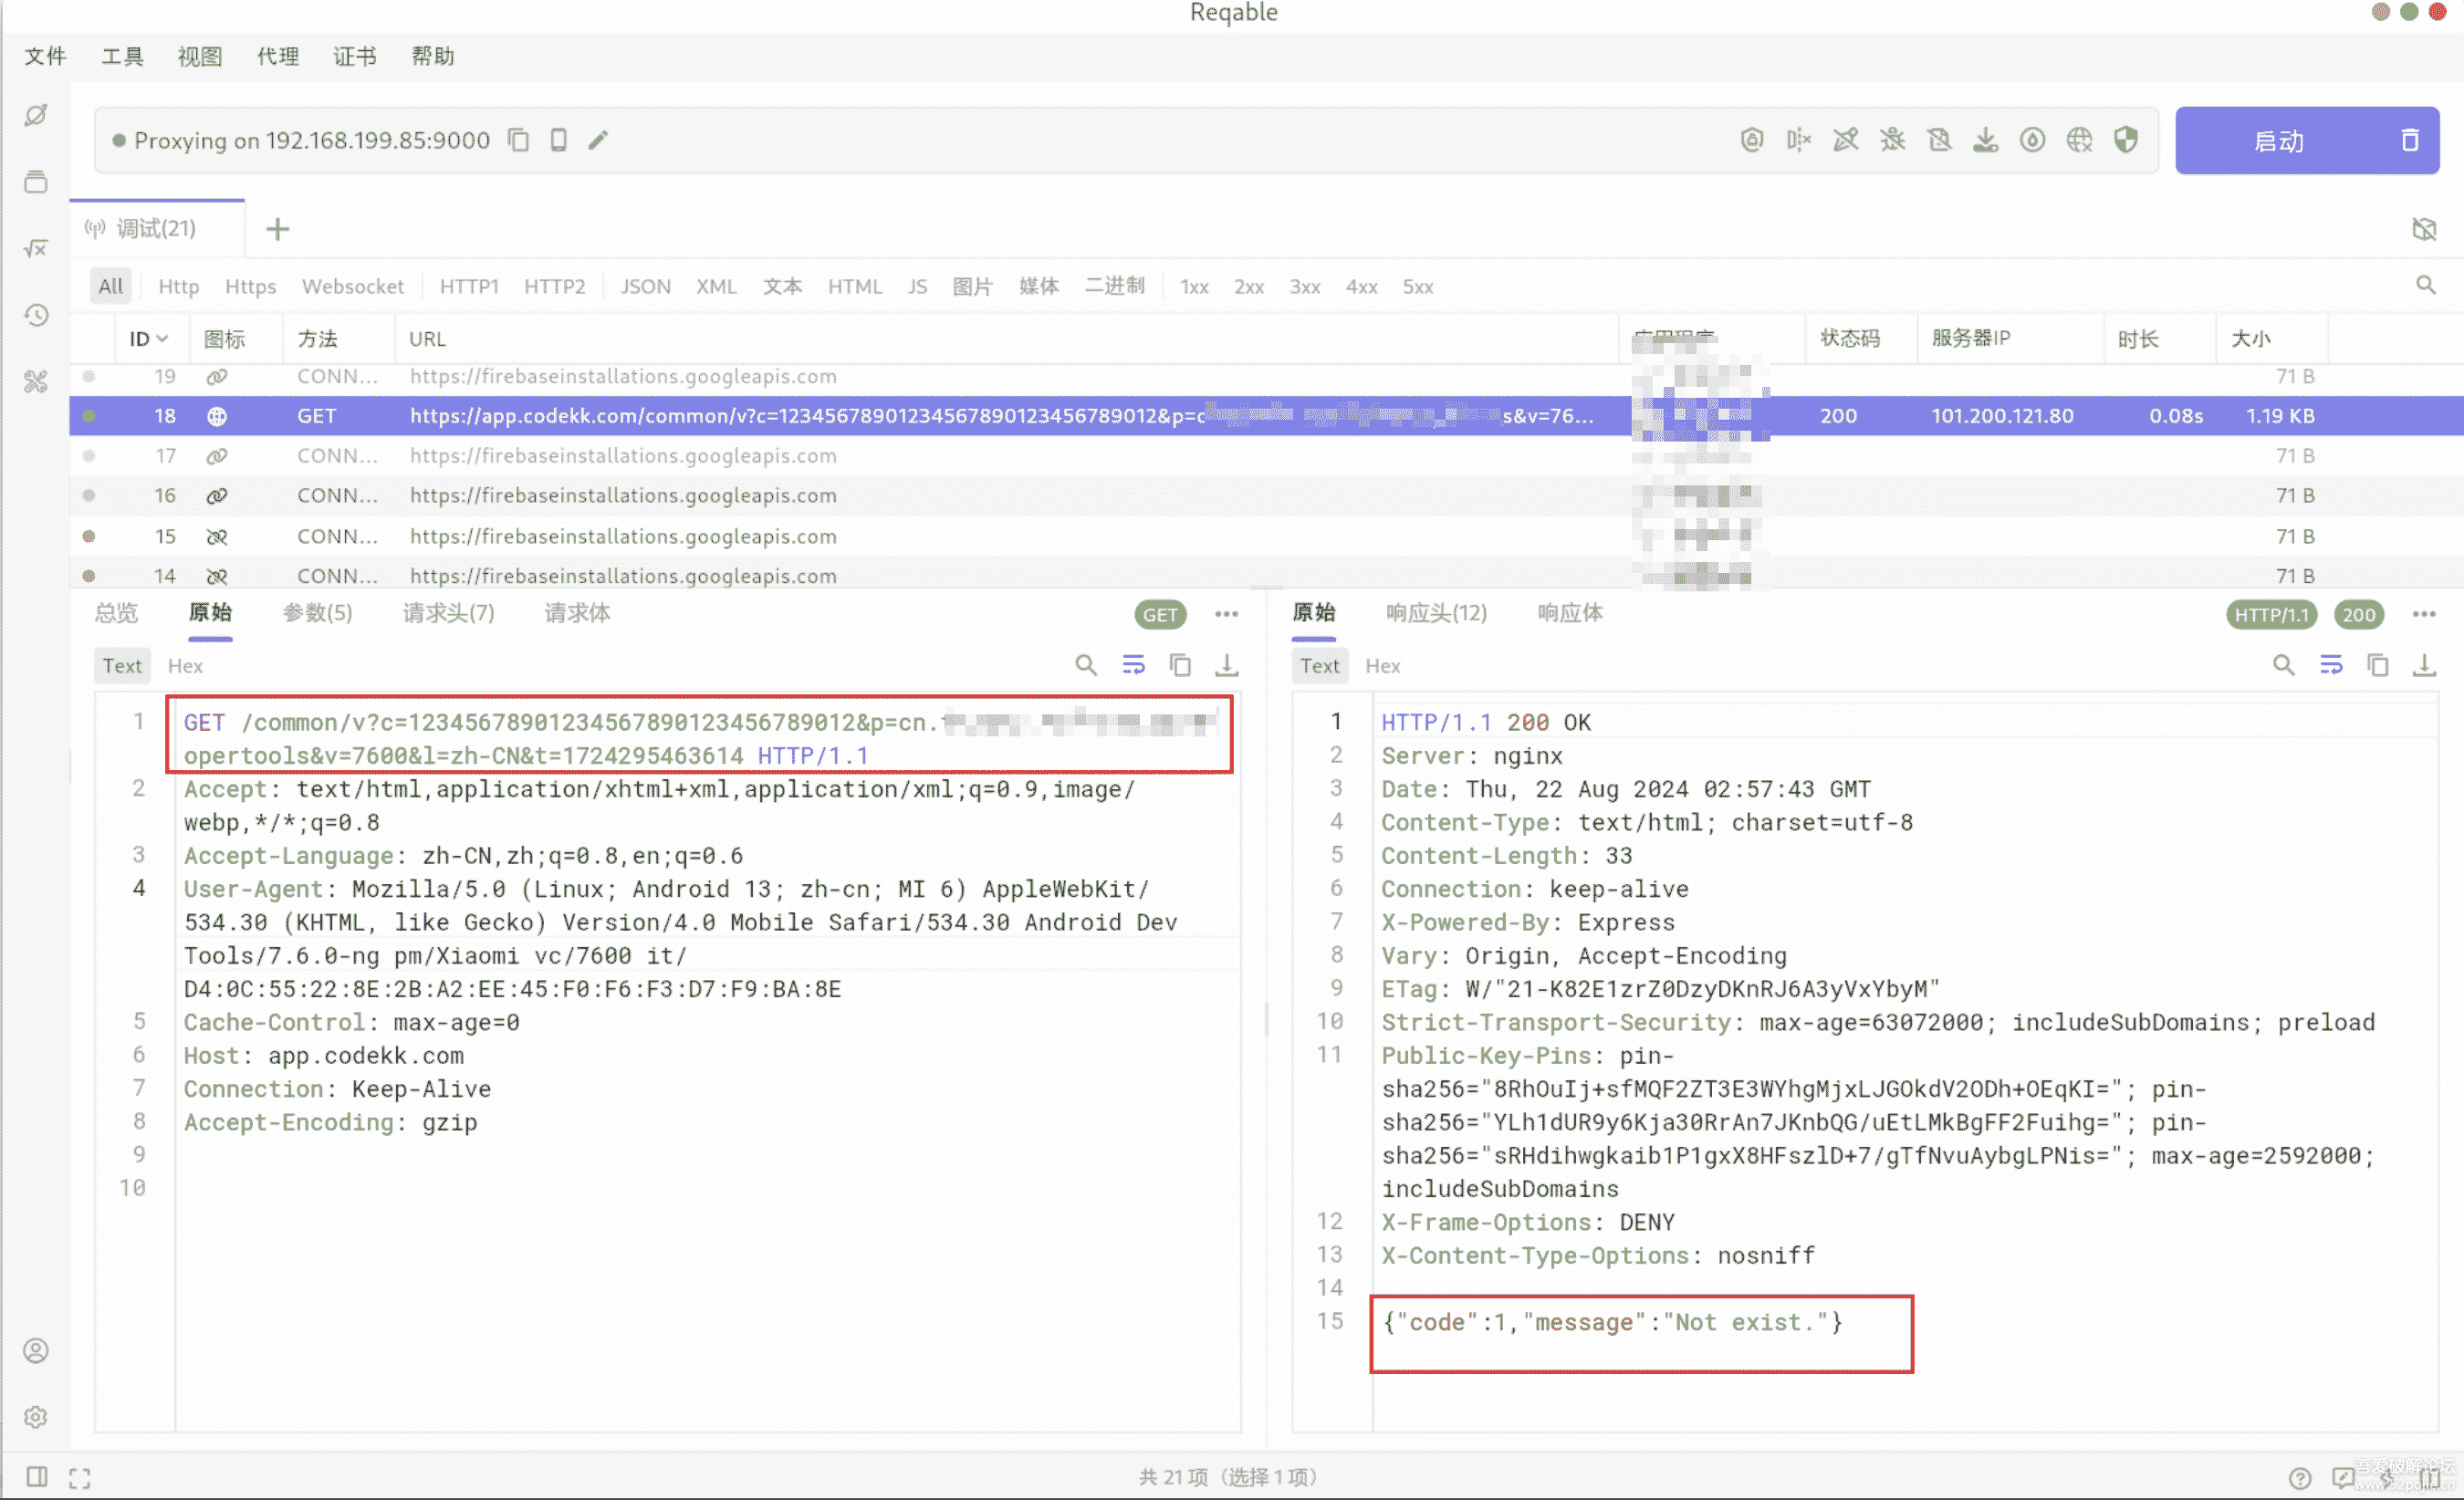 Reqable
文件 工具 视图 代理 证书 帮助
Proxying on 192.168.199.85:9000
启动
调试(21)
All Http Https Websocket HTTP1 HTTP2 JSON XML 文本 HTML JS 图片 媒体 二进制 1xx 2xx 3xx 4xx 5xx
ID 图标 方法 URL 应用程序 状态码 服务器IP 时长 大小
19 CONN... https://firebaseinstallations.googleapis.com 71 B
18 GET https://app.codekk.com/common/v?c=12345678901234567890123456789012&p=c s&v=76... 200 101.200.121.80 0.08s 1.19 KB
17 CONN... https://firebaseinstallations.googleapis.com 71 B
16 CONN... https://firebaseinstallations.googleapis.com 71 B
15 CONN... https://firebaseinstallations.googleapis.com 71 B
14 CONN... https://firebaseinstallations.googleapis.com 71 B
总览 原始 参数(5) 请求头(7) 请求体 GET
Text Hex
1 GET /common/v?c=12345678901234567890123456789012&p=cn.
opertools&v=7600&l=zh-CN&t=1724295463614 HTTP/1.1
2 Accept: text/html,application/xhtml+xml,application/xml;q=0.9,image/
webp,*/*;q=0.8
3 Accept-Language: zh-CN,zh;q=0.8,en;q=0.6
4 User-Agent: Mozilla/5.0 (Linux; Android 13; zh-cn; MI 6) AppleWebKit/
534.30 (KHTML, like Gecko) Version/4.0 Mobile Safari/534.30 Android Dev
Tools/7.6.0-ng pm/Xiaomi vc/7600 it/
D4:0C:55:22:8E:2B:A2:EE:45:F0:F6:F3:D7:F9:BA:8E
5 Cache-Control: max-age=0
6 Host: app.codekk.com
7 Connection: Keep-Alive
8 Accept-Encoding: gzip
9
10
原始 响应头(12) 响应体 HTTP/1.1 200
Text Hex
1 HTTP/1.1 200 OK
2 Server: nginx
3 Date: Thu, 22 Aug 2024 02:57:43 GMT
4 Content-Type: text/html; charset=utf-8
5 Content-Length: 33
6 Connection: keep-alive
7 X-Powered-By: Express
8 Vary: Origin, Accept-Encoding
9 ETag: W/"21-K82E1zrZ0DzyDKnRJ6A3yVxYbyM"
10 Strict-Transport-Security: max-age=63072000; includeSubDomains; preload
11 Public-Key-Pins: pin-
sha256="8RhOuIj+sfMQF2ZT3E3WYhgMjxLJGOkdV2ODh+OEqKI="; pin-
sha256="YLh1dUR9y6Kja30RrAn7JKnbQG/uEtLMkBgFF2Fuihg="; pin-
sha256="sRHdihwgkaib1P1gxX8HFszlD+7/gTfNvuAybgLPNis="; max-age=2592000;
includeSubDomains
12 X-Frame-Options: DENY
13 X-Content-Type-Options: nosniff
14
15 {"code":1,"message":"Not exist."}
共 21 项（选择 1 项）
吾爱破解论坛
www.52pojie.cn